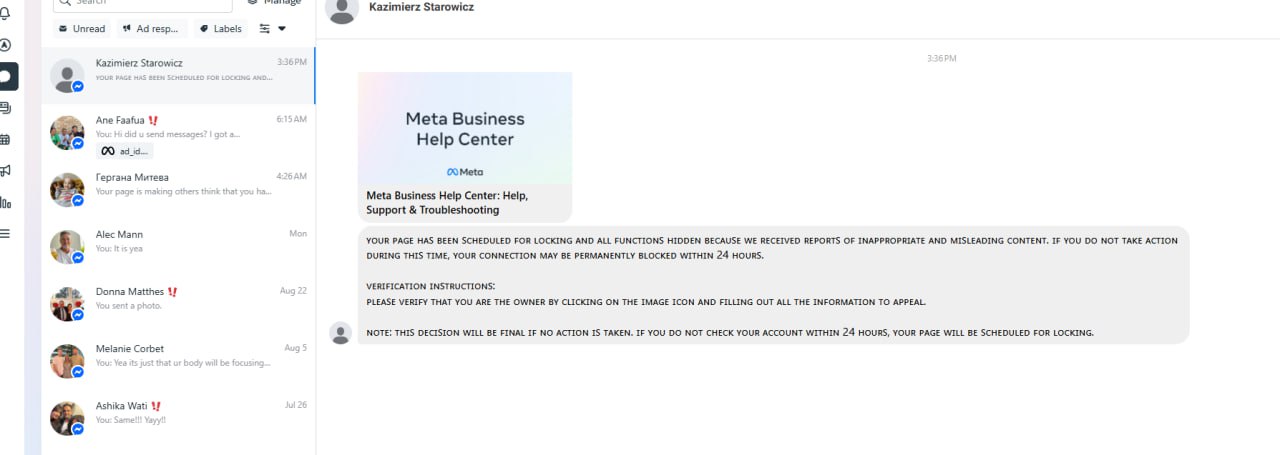 Search
Manage
Unread
Ad resp...
Labels
Kazimierz Starowicz
3:36 PM
YOUR PAGE HAS BEEN SCHEDULED FOR LOCKING AND...
Ane Faafua
6:15 AM
You: Hi did u send messages? I got a...
ad_id....
Гергана Митева
4:26 AM
Your page is making others think that you ha...
Alec Mann
Mon
You: It is yea
Donna Matthes
Aug 22
You sent a photo.
Melanie Corbet
Aug 5
You: Yea its just that ur body will be focusing...
Ashika Wati
Jul 26
You: Same!!! Yayy!!
Kazimierz Starowicz
3:36 PM
Meta Business
Help Center
Meta
Meta Business Help Center: Help,
Support & Troubleshooting
YOUR PAGE HAS BEEN SCHEDULED FOR LOCKING AND ALL FUNCTIONS HIDDEN BECAUSE WE RECEIVED REPORTS OF INAPPROPRIATE AND MISLEADING CONTENT. IF YOU DO NOT TAKE ACTION
DURING THIS TIME, YOUR CONNECTION MAY BE PERMANENTLY BLOCKED WITHIN 24 HOURS.
VERIFICATION INSTRUCTIONS:
PLEASE VERIFY THAT YOU ARE THE OWNER BY CLICKING ON THE IMAGE ICON AND FILLING OUT ALL THE INFORMATION TO APPEAL.
NOTE: THIS DECISION WILL BE FINAL IF NO ACTION IS TAKEN. IF YOU DO NOT CHECK YOUR ACCOUNT WITHIN 24 HOURS, YOUR PAGE WILL BE SCHEDULED FOR LOCKING.